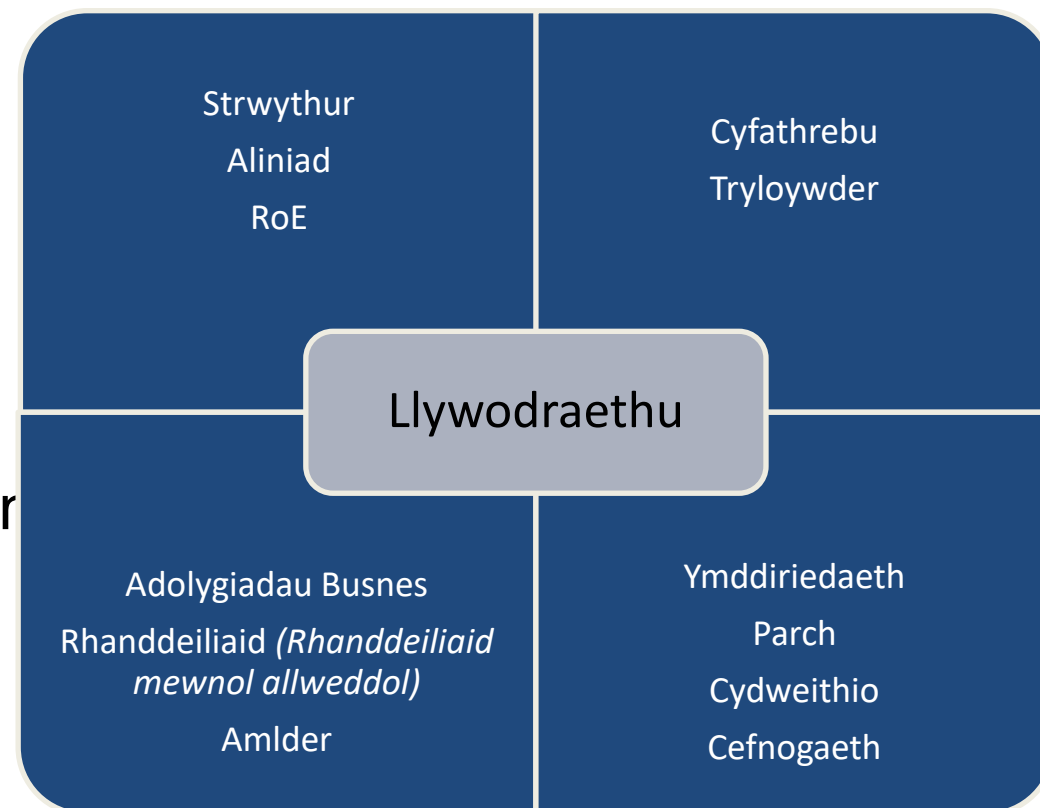 Strwythur
Aliniad
RoE
Cyfathrebu
Tryloywder
Llywodraethu
Adolygiadau Busnes
Rhanddeiliaid (Rhanddeiliaid
mewnol allweddol)
Amlder
Ymddiriedaeth
Parch
Cydweithio
Cefnogaeth